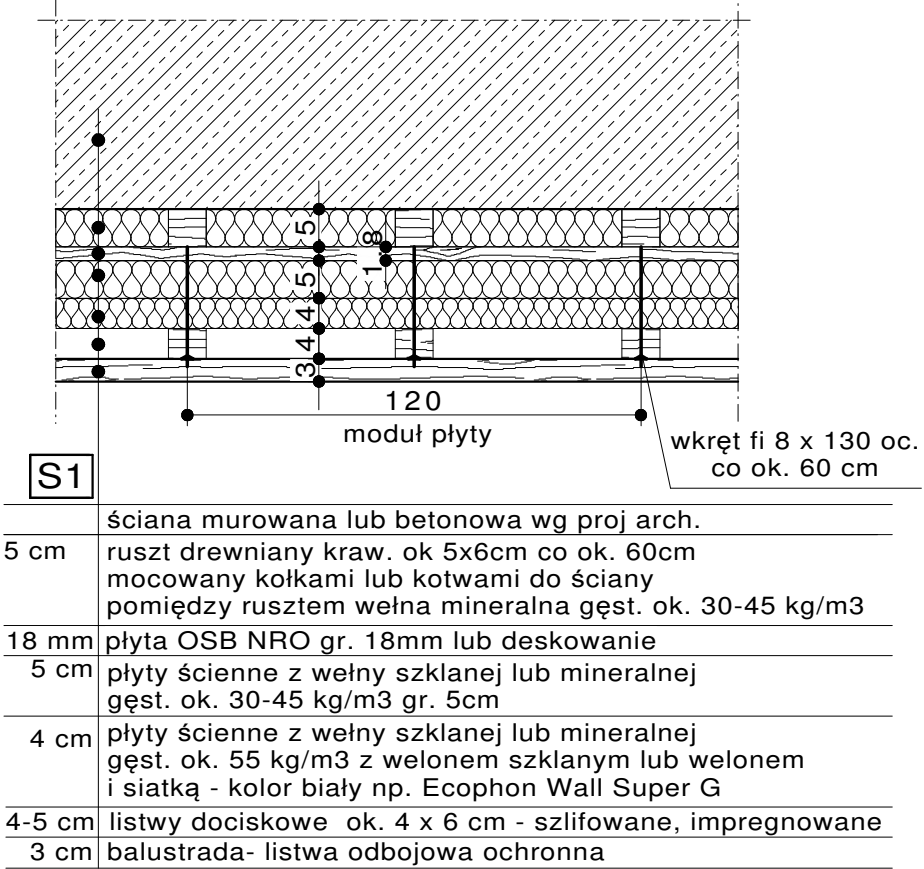 5
1 8
5
4
4
3
120
moduł płyty
wkręt fi 8 x 130 oc.
co ok. 60 cm
S1
ściana murowana lub betonowa wg proj arch.
5 cm ruszt drewniany kraw. ok 5x6cm co ok. 60cm
mocowany kołkami lub kotwami do ściany
pomiędzy rusztem wełna mineralna gęst. ok. 30-45 kg/m3
18 mm płyta OSB NRO gr. 18mm lub deskowanie
5 cm płyty ścienne z wełny szklanej lub mineralnej
gęst. ok. 30-45 kg/m3 gr. 5cm
4 cm płyty ścienne z wełny szklanej lub mineralnej
gęst. ok. 55 kg/m3 z welonem szklanym lub welonem
i siatką - kolor biały np. Ecophon Wall Super G
4-5 cm listwy dociskowe ok. 4 x 6 cm - szlifowane, impregnowane
3 cm balustrada- listwa odbojowa ochronna